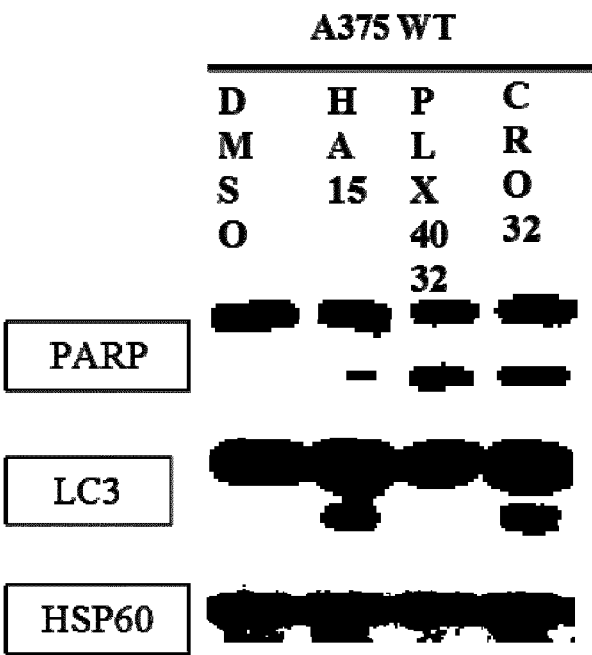 A375 WT
D H P C
M A L R
S 15 X O
O 40 32
32
PARP
LC3
HSP60